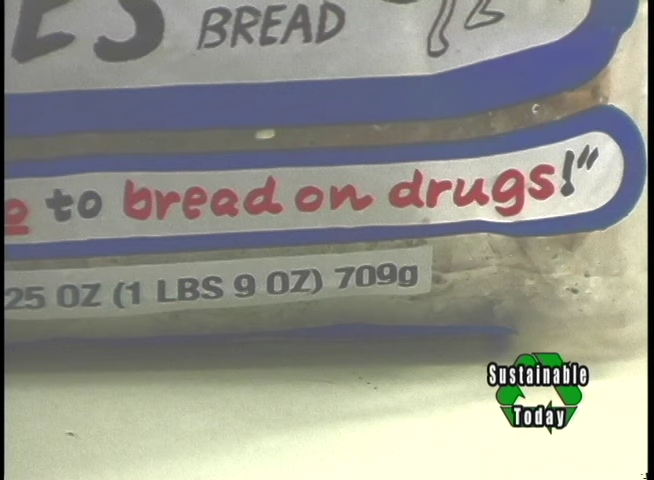 ES
BREAD
to bread on drugs!"
25 OZ (1 LBS 9 OZ) 709g
Sustainable
Today